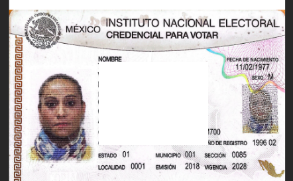 MÉXICO INSTITUTO NACIONAL ELECTORAL
CREDENCIAL PARA VOTAR
NOMBRE
FECHA DE NACIMIENTO
11/02/1977
SEXO M
1700
DE REGISTRO 1996 02
ESTADO 01 MUNICIPIO 001 SECCIÓN 0085
LOCALIDAD 0001 EMISIÓN 2018 VIGENCIA 2028